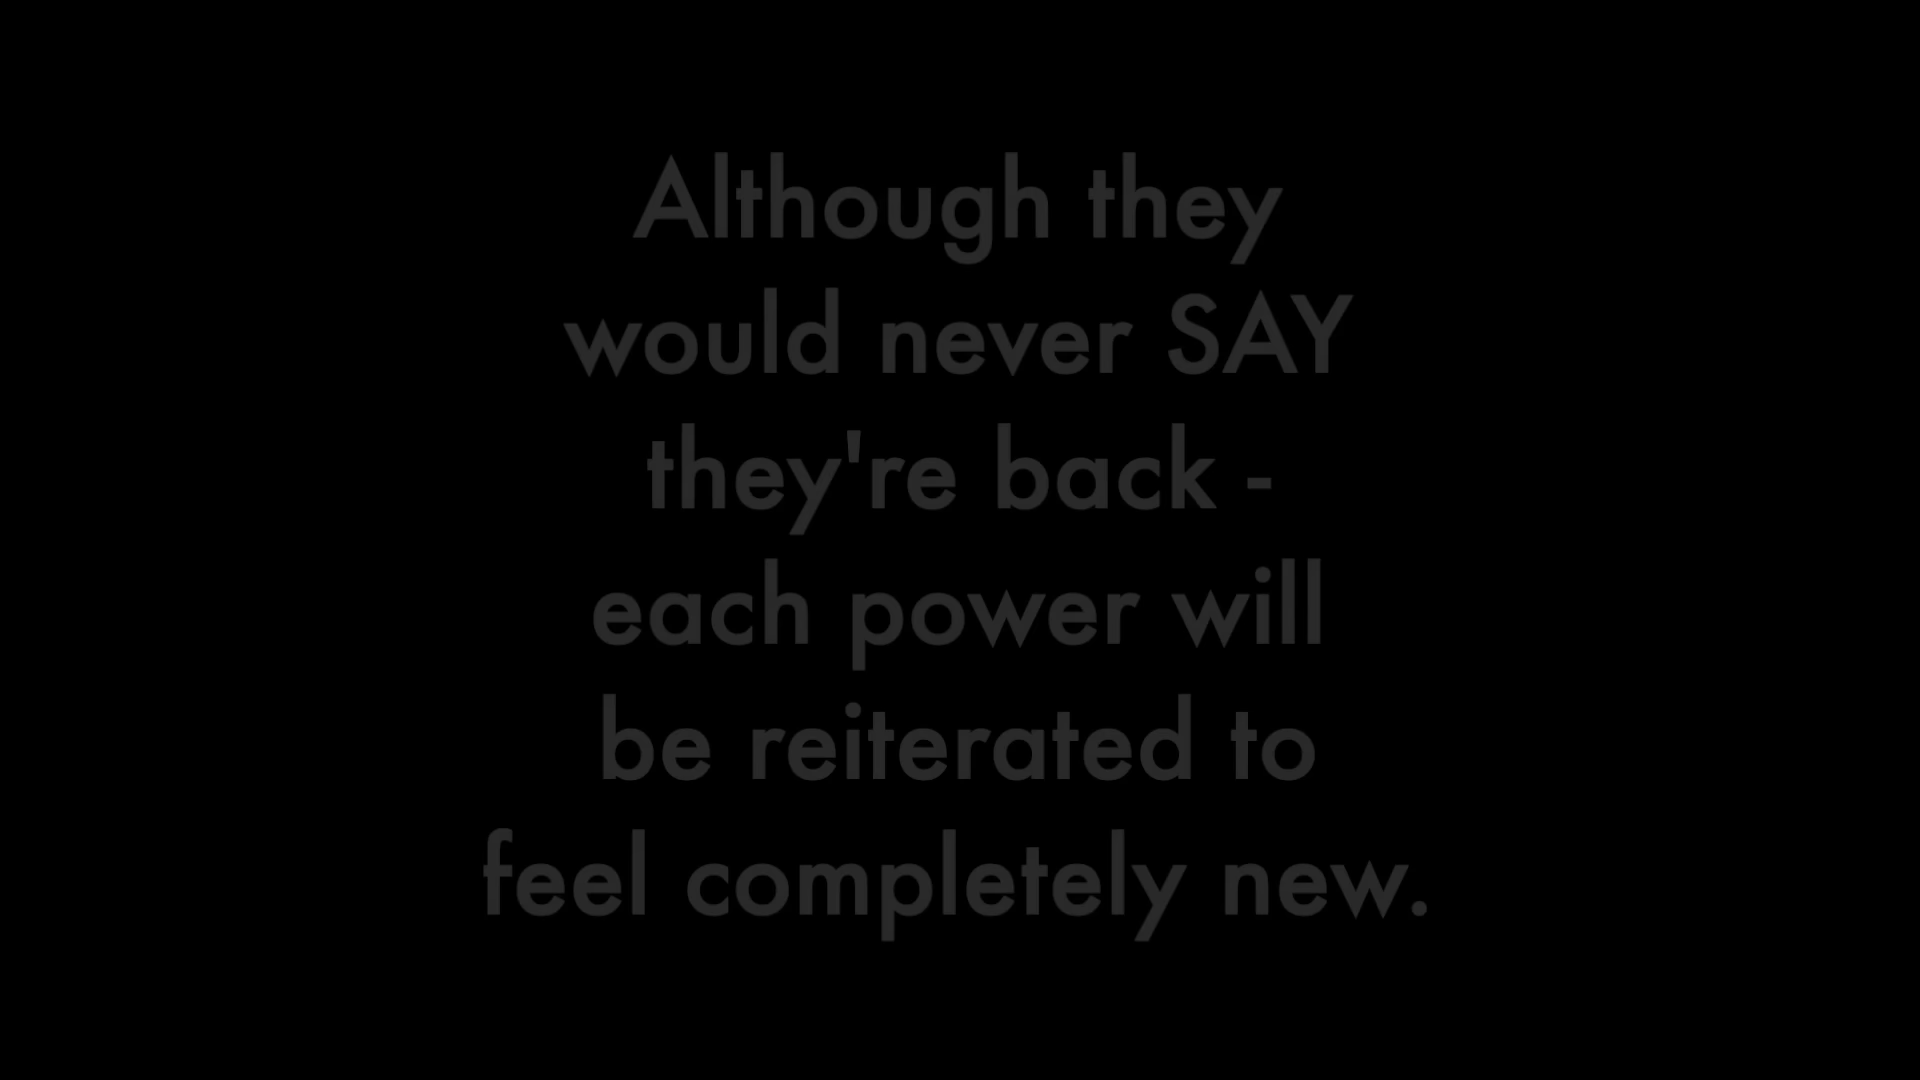 Although they
would never SAY
they're back -
each power will
be reiterated to
feel completely new.